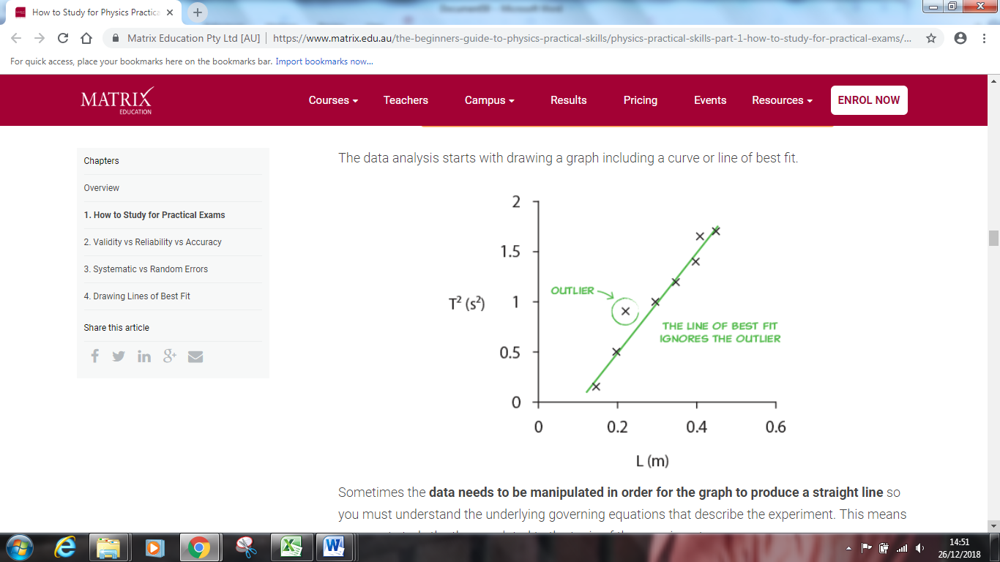 How to Study for Physics Practica
Matrix Education Pty Ltd [AU] | https://www.matrix.edu.au/the-beginners-guide-to-physics-practical-skills/physics-practical-skills-part-1-how-to-study-for-practical-exams/...
For quick access, place your bookmarks here on the bookmarks bar. Import bookmarks now...
MATRIX
EDUCATION
Courses Teachers Campus Results Pricing Events Resources ENROL NOW
Chapters
Overview
1. How to Study for Practical Exams
2. Validity vs Reliability vs Accuracy
3. Systematic vs Random Errors
4. Drawing Lines of Best Fit
Share this article
The data analysis starts with drawing a graph including a curve or line of best fit.
2
1.5
1
0.5
0
T² (s²)
OUTLIER
THE LINE OF BEST FIT
IGNORES THE OUTLIER
0 0.2 0.4 0.6
L (m)
Sometimes the data needs to be manipulated in order for the graph to produce a straight line so
you must understand the underlying governing equations that describe the experiment. This means
14:51
26/12/2018